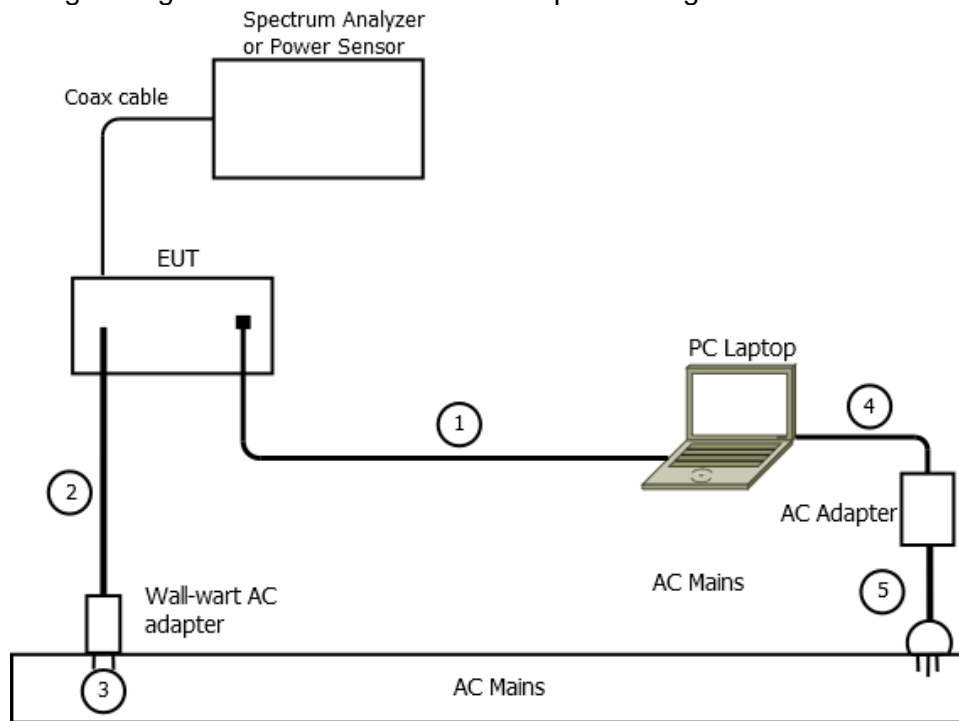 Spectrum Analyzer
or Power Sensor
Coax cable
EUT
PC Laptop
1
4
2
AC Adapter
Wall-wart AC
adapter
AC Mains
5
3
AC Mains